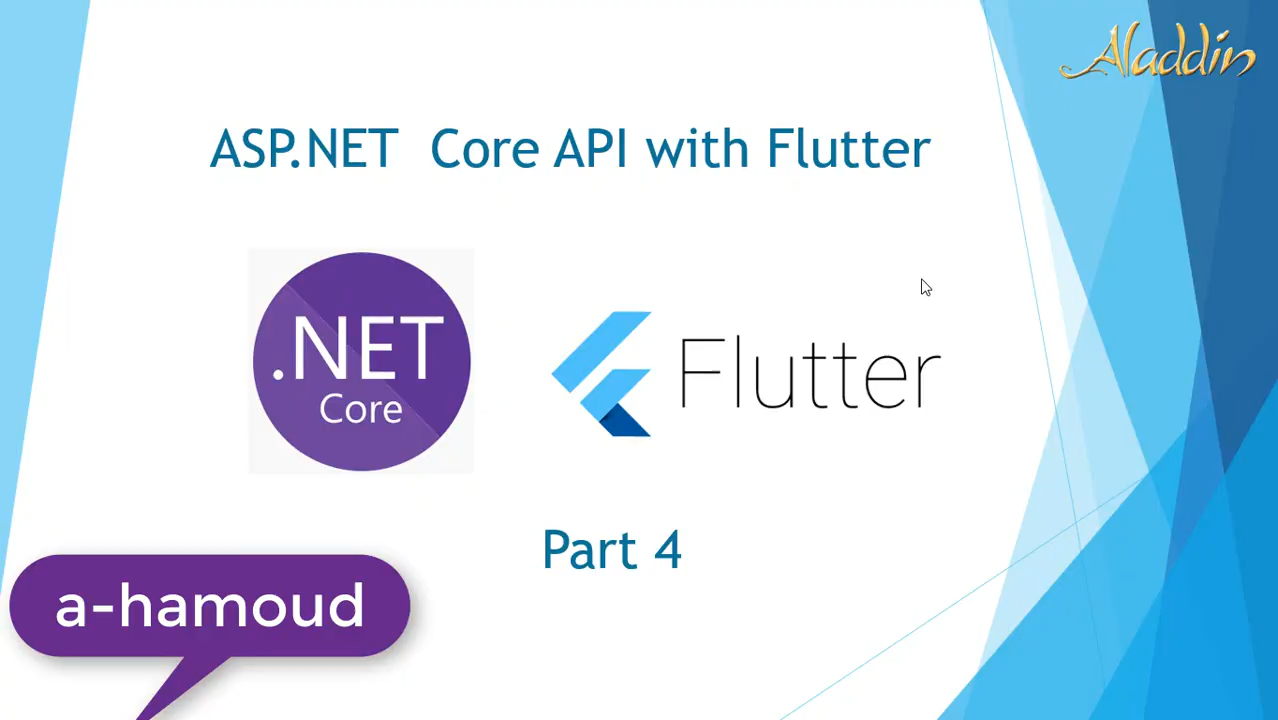 Aladdin
ASP.NET Core API with Flutter
.NET
Core
Flutter
Part 4
a-hamoud